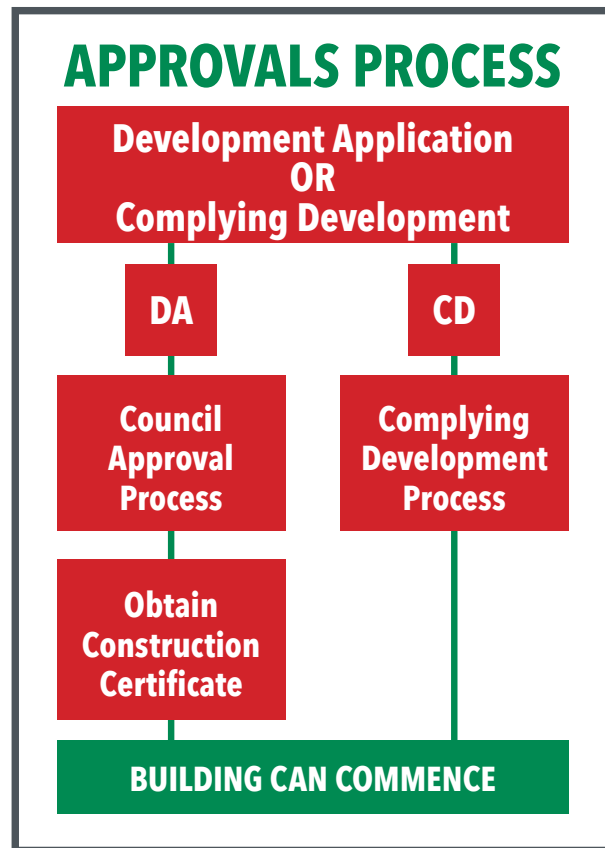 APPROVALS PROCESS
Development Application
OR
Complying Development
DA
CD
Council
Approval
Process
Complying
Development
Process
Obtain
Construction
Certificate
BUILDING CAN COMMENCE